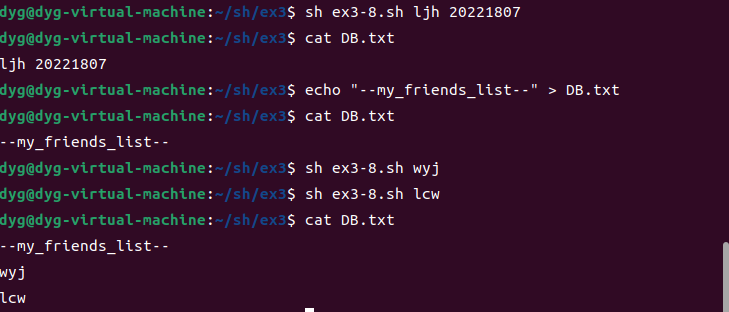 dyg@dyg-virtual-machine:~/sh/ex3$ sh ex3-8.sh ljh 20221807
dyg@dyg-virtual-machine:~/sh/ex3$ cat DB.txt
ljh 20221807
dyg@dyg-virtual-machine:~/sh/ex3$ echo "--my_friends_list--" > DB.txt
dyg@dyg-virtual-machine:~/sh/ex3$ cat DB.txt
--my_friends_list--
dyg@dyg-virtual-machine:~/sh/ex3$ sh ex3-8.sh wyj
dyg@dyg-virtual-machine:~/sh/ex3$ sh ex3-8.sh lcw
dyg@dyg-virtual-machine:~/sh/ex3$ cat DB.txt
--my_friends_list--
wyj
lcw